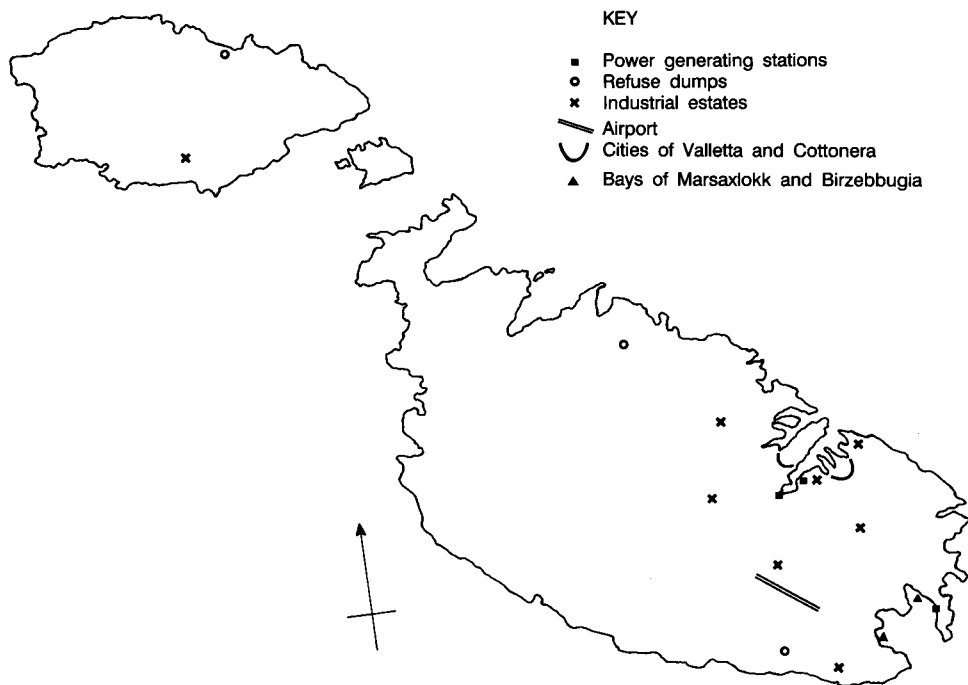 KEY
Power generating stations
Refuse dumps
Industrial estates
Airport
Cities of Valletta and Cottonera
Bays of Marsaxlokk and Birzebbugia